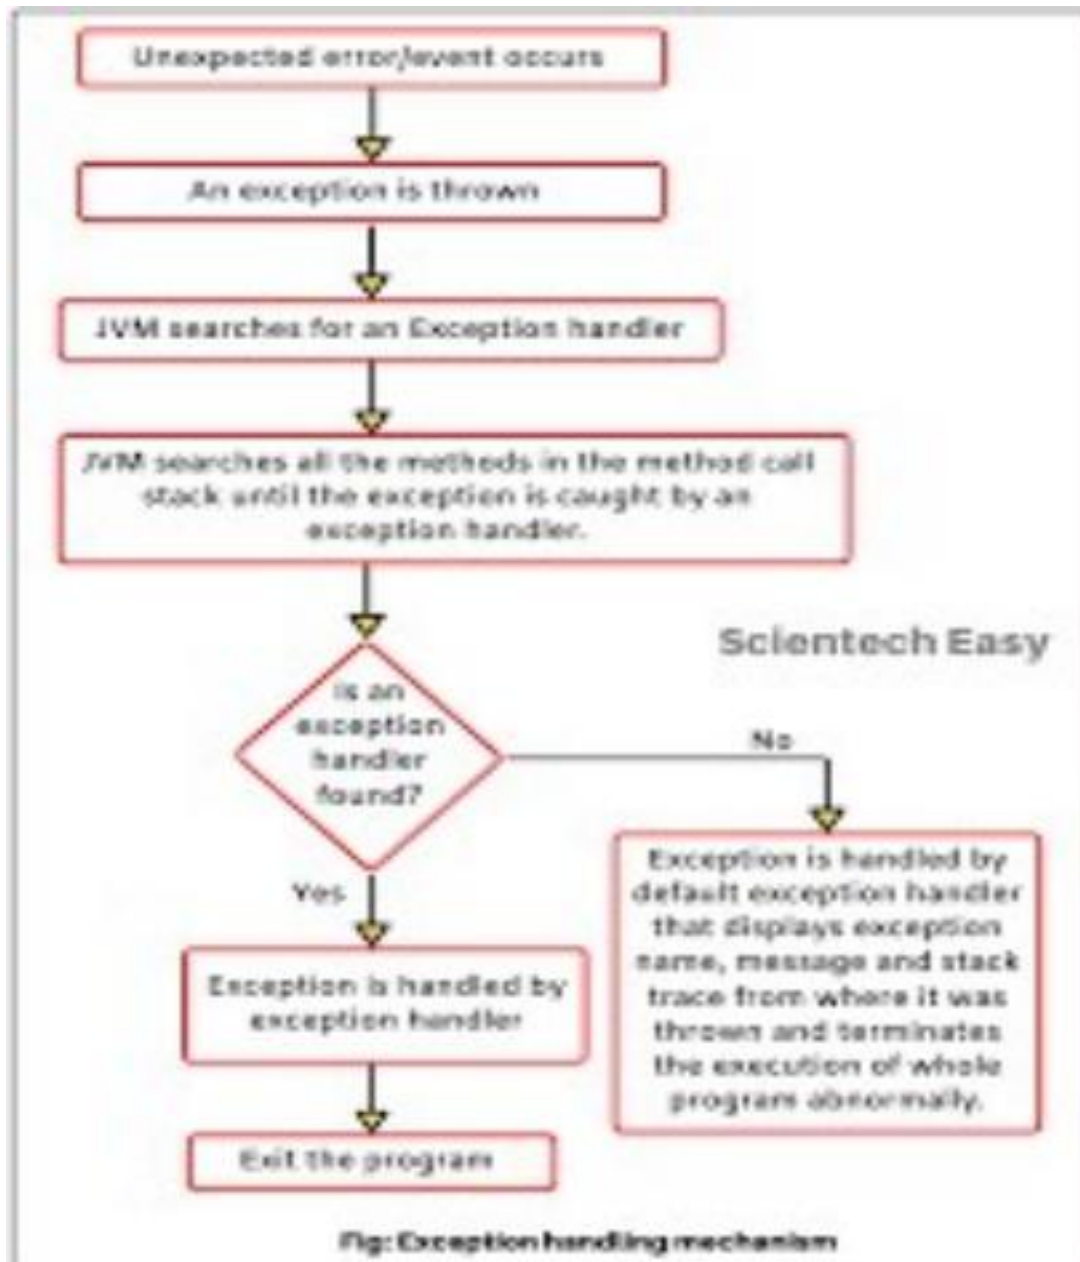 Unexpected error/event occurs
An exception is thrown
JVM searches for an Exception handler
JVM searches all the methods in the method call
stack until the exception is caught by an
exception handler.
Scientech Easy
Is an
exception
handler
found?
No
Yes
Exception is handled by
default exception handler
that displays exception
name, message and stack
trace from where it was
thrown and terminates
the execution of whole
program abnormally.
Exception is handled by
exception handler
Exit the program
Fig: Exception handling mechanism